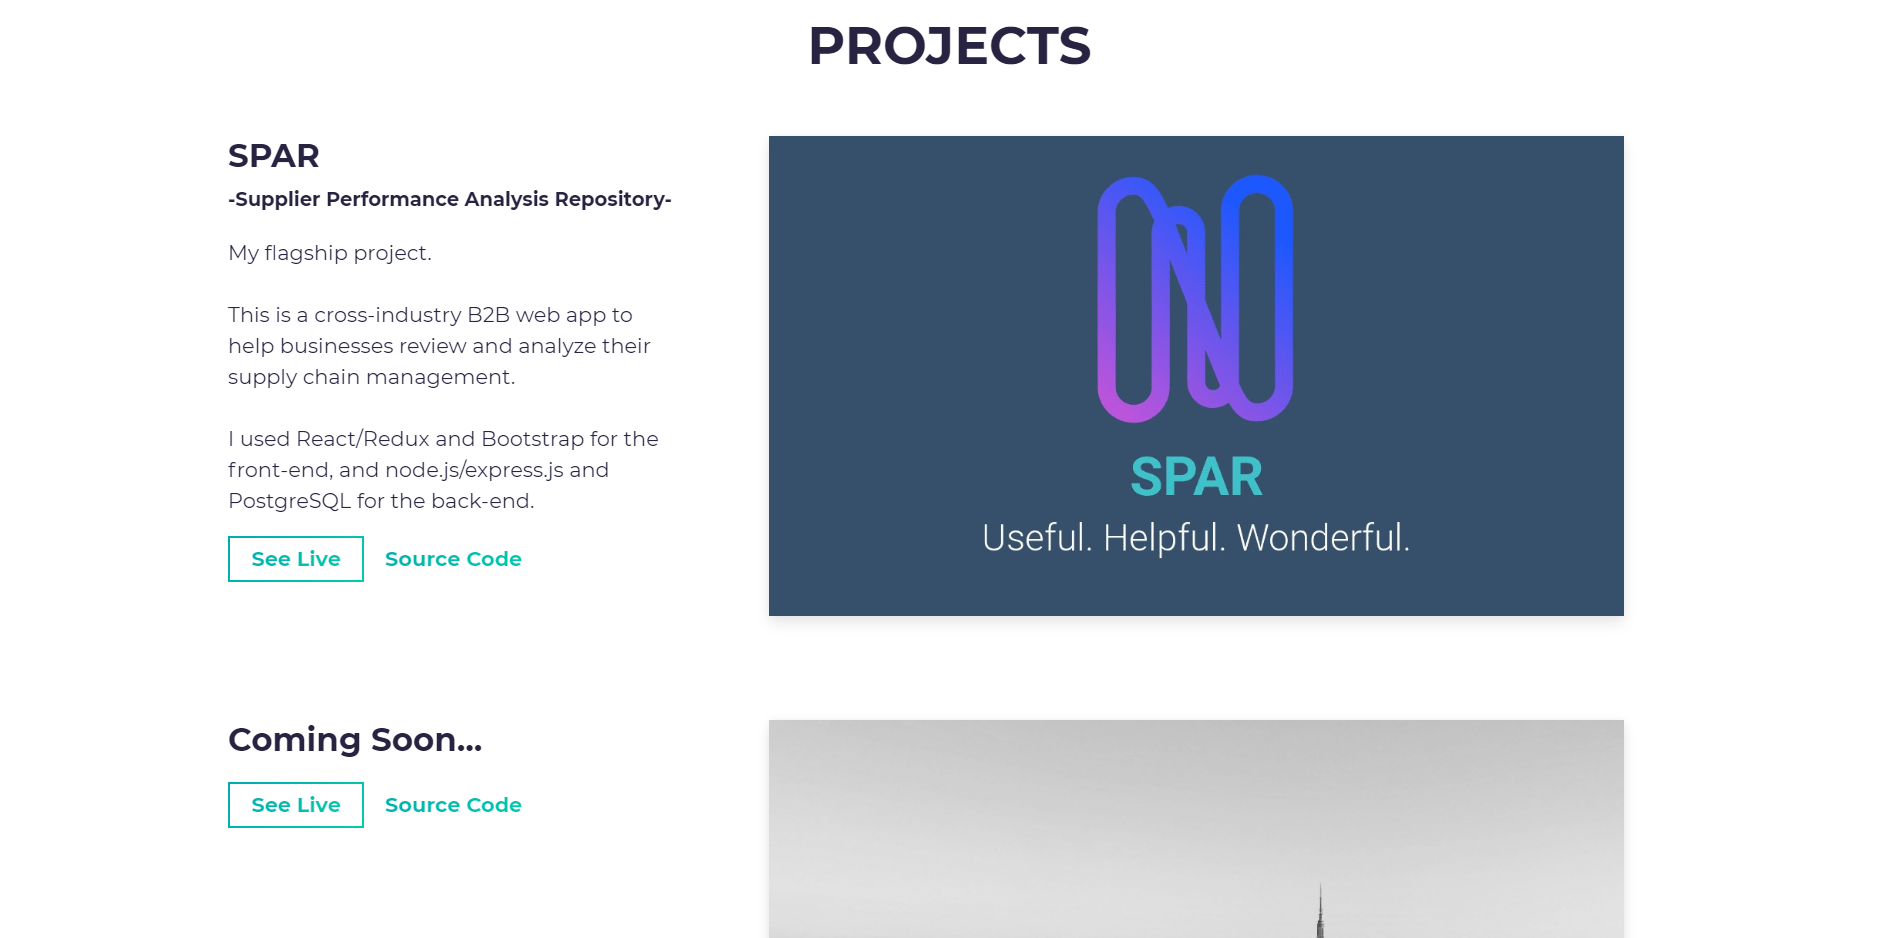 PROJECTS
SPAR
-Supplier Performance Analysis Repository-
My flagship project.
This is a cross-industry B2B web app to
help businesses review and analyze their
supply chain management.
I used React/Redux and Bootstrap for the
front-end, and node.js/express.js and
PostgreSQL for the back-end.
See Live Source Code
SPAR
Useful. Helpful. Wonderful.
Coming Soon...
See Live Source Code